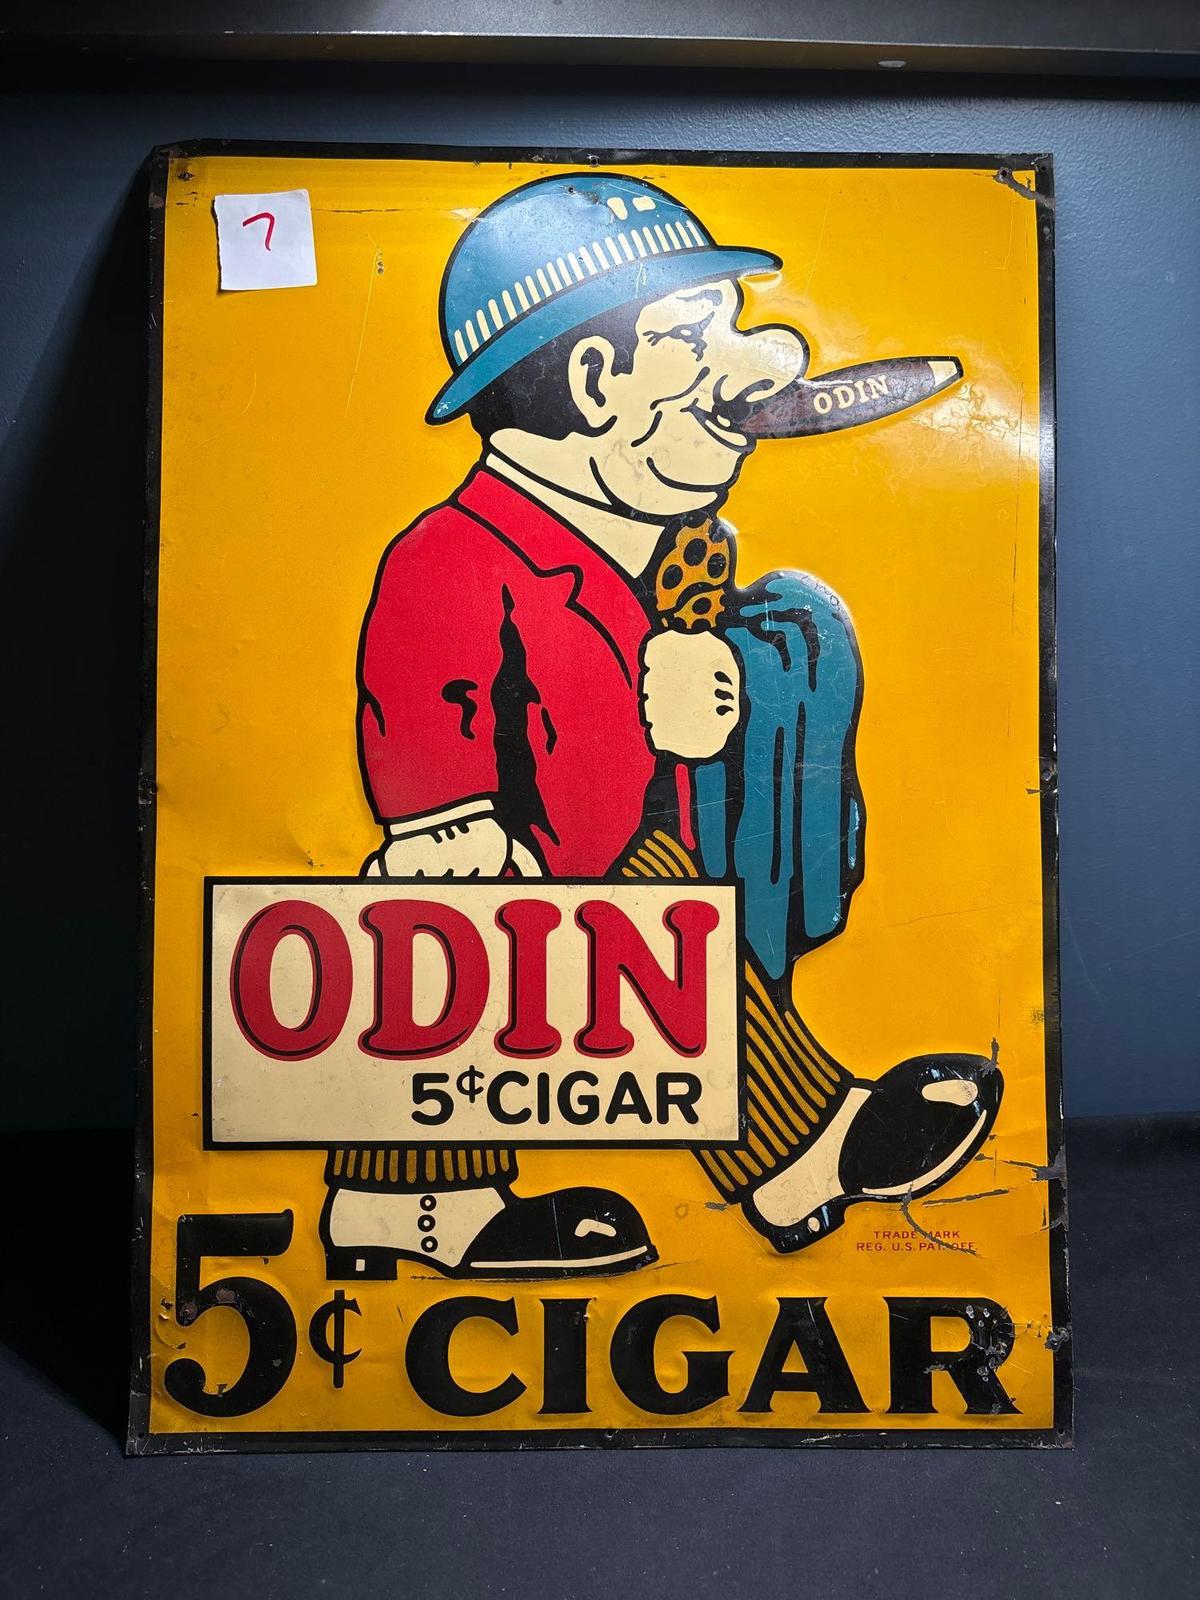 7
ODIN
ODIN
5¢ CIGAR
TRADE MARK
REG. U.S. PAT. OFF.
5¢ CIGAR